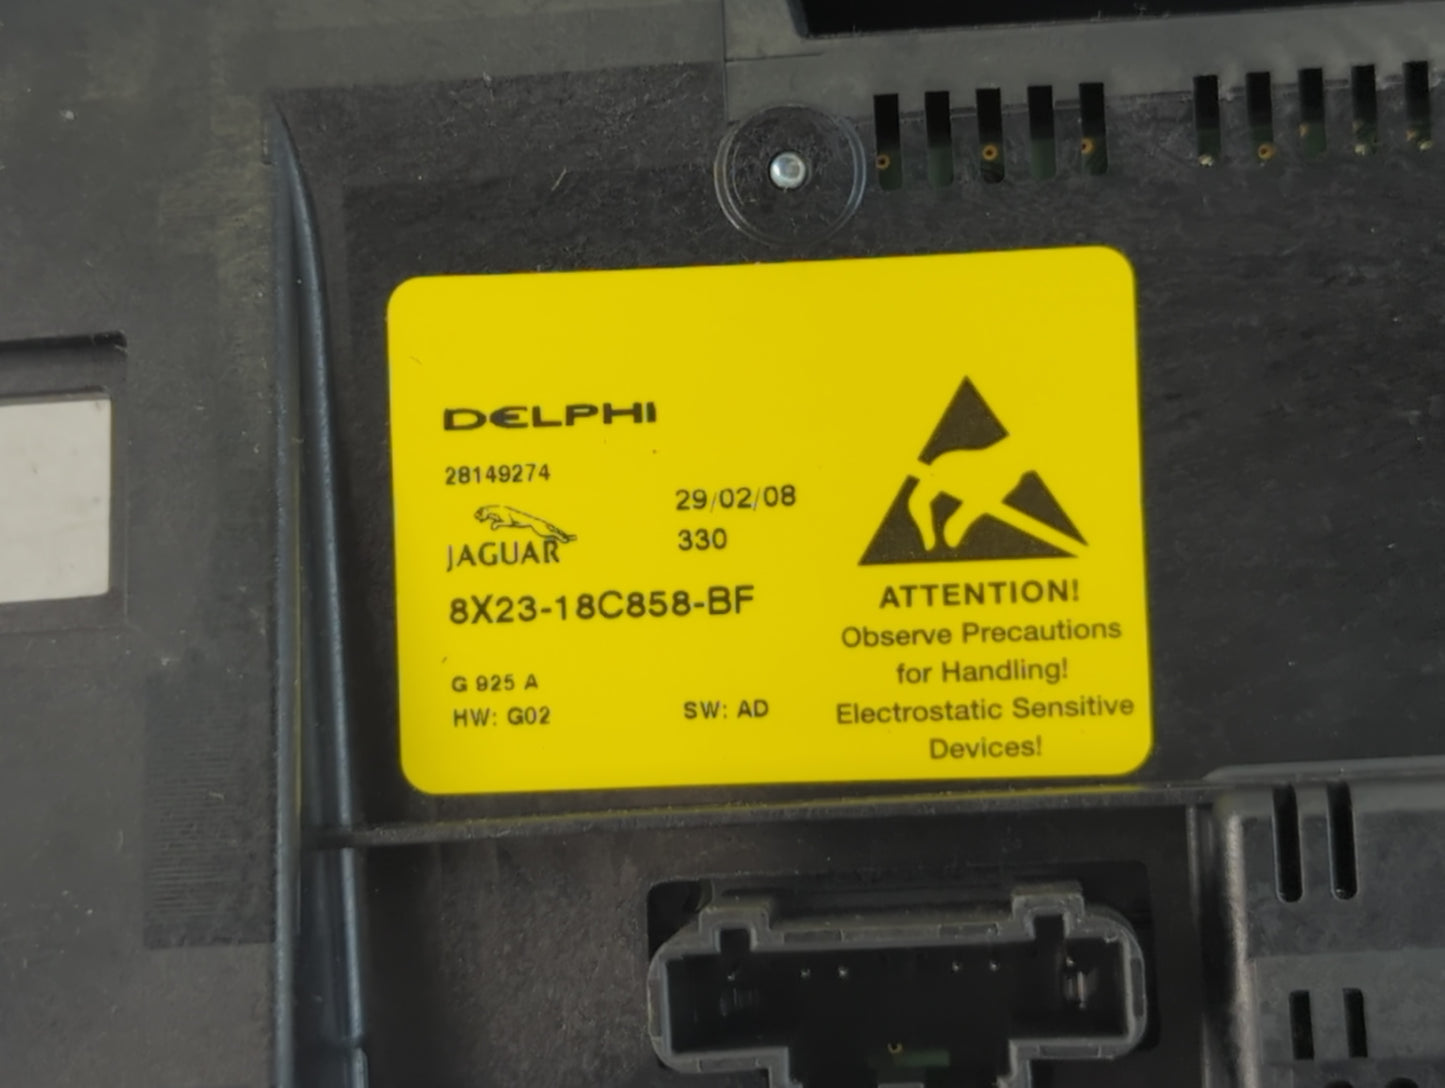 DELPHI
28149274
29/02/08
JAGUAR
330
8X23-18C858-BF
G 925 A
HW: G02
SW: AD
ATTENTION!
Observe Precautions
for Handling!
Electrostatic Sensitive
Devices!